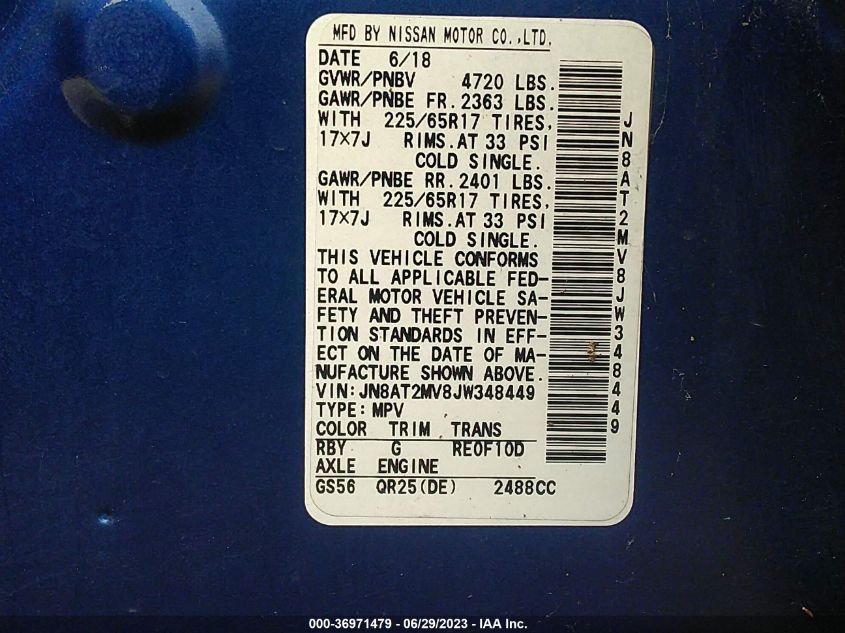 MFD BY NISSAN MOTOR CO.,LTD.
DATE 6/18
GVWR/PNBV 4720 LBS.
GAWR/PNBE FR. 2363 LBS.
WITH 225/65R17 TIRES,
17×7J RIMS.AT 33 PSI
COLD SINGLE.
GAWR/PNBE RR. 2401 LBS.
WITH 225/65R17 TIRES,
17×7J RIMS.AT 33 PSI
COLD SINGLE.
THIS VEHICLE CONFORMS
TO ALL APPLICABLE FED-
ERAL MOTOR VEHICLE SA-
FETY AND THEFT PREVEN-
TION STANDARDS IN EFF-
ECT ON THE DATE OF MA-
NUFACTURE SHOWN ABOVE.
VIN:JN8AT2MV8JW348449
TYPE:MPV
COLOR TRIM TRANS
RBY G RE0F10D
AXLE ENGINE
GS56 QR25(DE) 2488CC
JN8AT2MV8JW348449
000-36971479 - 06/29/2023 - IAA Inc.